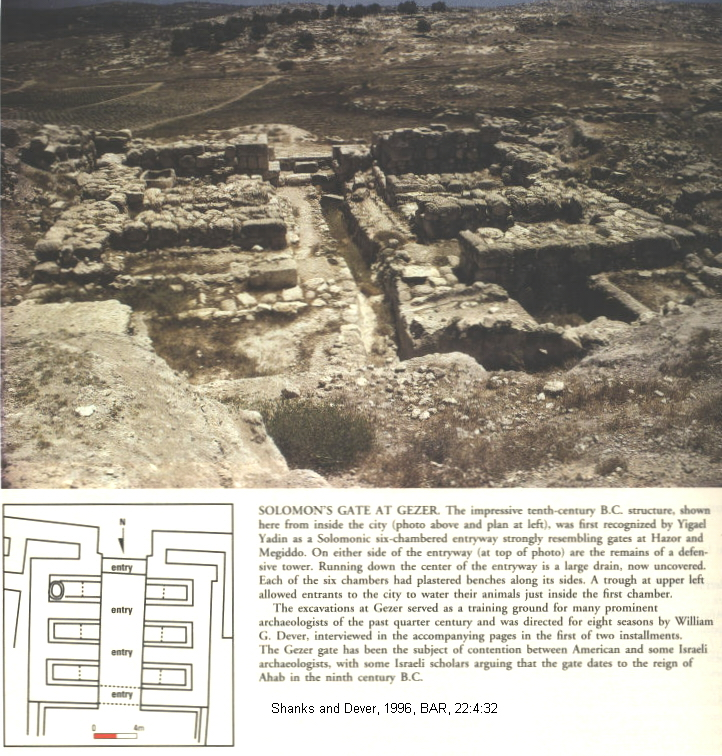 N
entry
entry
entry
entry
0 4m
SOLOMON'S GATE AT GEZER. The impressive tenth-century B.C. structure, shown
here from inside the city (photo above and plan at left), was first recognized by Yigael
Yadin as a Solomonic six-chambered entryway strongly resembling gates at Hazor and
Megiddo. On either side of the entryway (at top of photo) are the remains of a defen-
sive tower. Running down the center of the entryway is a large drain, now uncovered.
Each of the six chambers had plastered benches along its sides. A trough at upper left
allowed entrants to the city to water their animals just inside the first chamber.
The excavations at Gezer served as a training ground for many prominent
archaeologists of the past quarter century and was directed for eight seasons by William
G. Dever, interviewed in the accompanying pages in the first of two installments.
The Gezer gate has been the subject of contention between American and some Israeli
archaeologists, with some Israeli scholars arguing that the gate dates to the reign of
Ahab in the ninth century B.C.
Shanks and Dever, 1996, BAR, 22:4:32